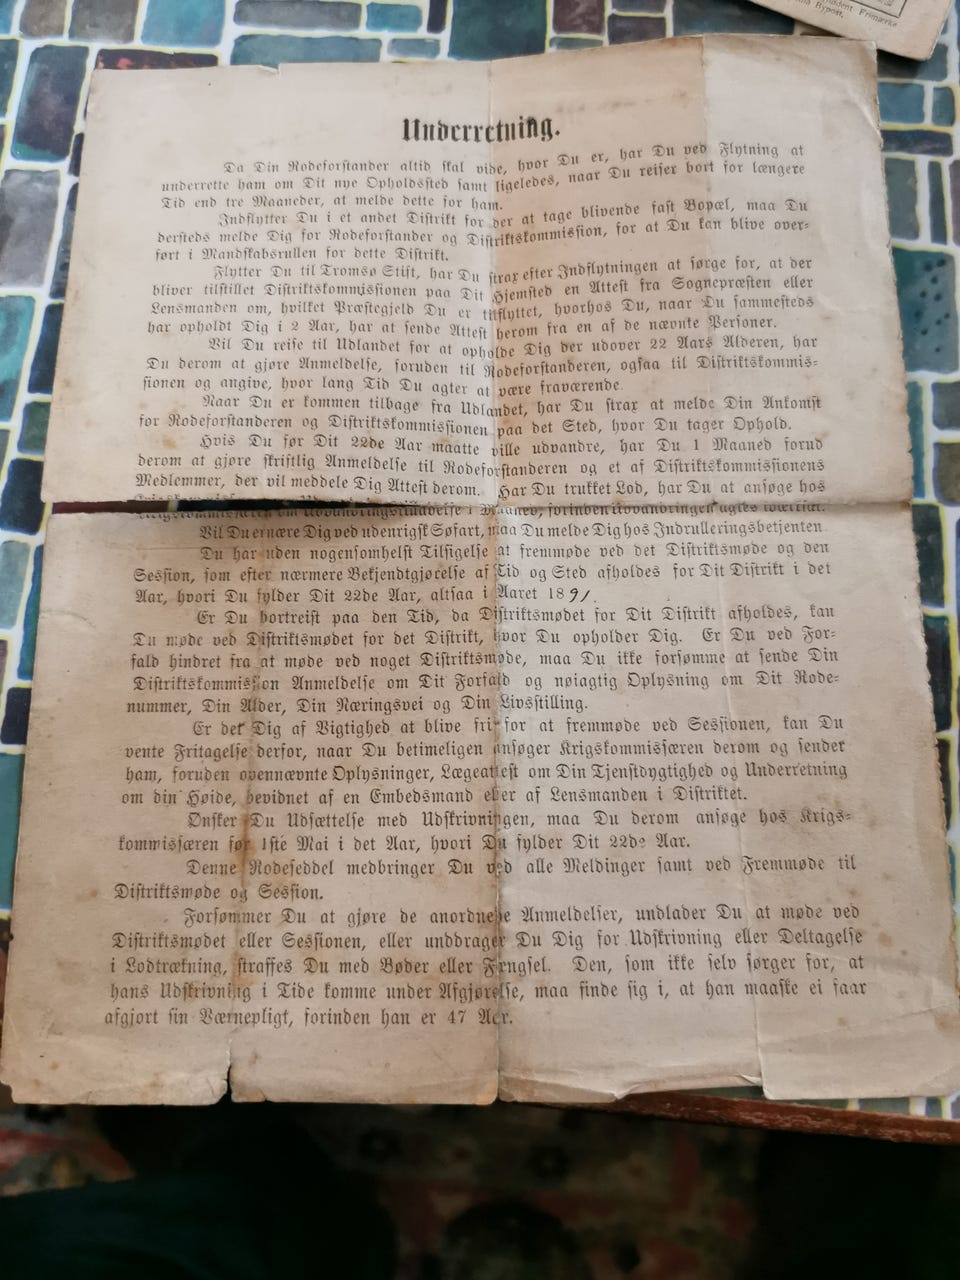 Underretning.
Da Din Rodeforstander altid skal vide, hvor Du er, har Du ved Flytning at
underrette ham om Dit nye Opholdssted samt ligeledes, naar Du reiser bort for længere
Tid end tre Maaneder, at melde dette for ham.
Indflytter Du i et andet Distrikt for der at tage blivende fast Bopæl, maa Du
dersteds melde Dig for Rodeforstander og Distriktskommission, for at Du kan blive over-
ført i Mandskabsrullen for dette Distrikt.
Flytter Du til Tromsø Stift, har Du strax efter Indflytningen at sørge for, at der
bliver tilstillet Distriktskommissionen paa Dit Hjemsted en Attest fra Sognepræsten eller
Lensmanden om, hvilket Præstegjeld Du er tilflyttet, hvorhos Du, naar Du sammesteds
har opholdt Dig i 2 Aar, har at sende Attest herom fra en af de nævnte Personer.
Vil Du reise til Udlandet for at opholde Dig der udover 22 Aars Alderen, har
Du derom at gjøre Anmeldelse, foruden til Rodeforstanderen, ogsaa til Distriktskommis-
sionen og angive, hvor lang Tid Du agter at være fraværende.
Naar Du er kommen tilbage fra Udlandet, har Du strax at melde Din Ankomst
for Rodeforstanderen og Distriktskommissionen paa det Sted, hvor Du tager Ophold.
Hvis Du før Dit 22de Aar maatte ville udvandre, har Du 1 Maaned forud
derom at gjøre skriftlig Anmeldelse til Rodeforstanderen og et af Distriktskommissionens
Medlemmer, der vil meddele Dig Attest derom. Har Du trukket Lod, har Du at ansøge hos
Krigskommissæren om Udvandringstilladelse i Maaned, forinden Udvandringen agtes iværksat.
Vil Du ernære Dig ved udenrigsk Søfart, maa Du melde Dig hos Indrulleringsbetjenten
Du har uden nogensomhelst Tilsigelse at fremmøde ved det Distriktsmøde og den
Session, som efter nærmere Bekjendtgjørelse af Tid og Sted afholdes for Dit Distrikt i det
Aar, hvori Du fylder Dit 22de Aar, altsaa i Aaret 1891.
Er Du bortreist paa den Tid, da Distriktsmødet for Dit Distrikt afholdes, kan
Du møde ved Distriktsmødet for det Distrikt, hvor Du opholder Dig. Er Du ved For-
fald hindret fra at møde ved noget Distriktsmøde, maa Du ikke forsømme at sende Din
Distriktskommission Anmeldelse om Dit Forfald og nøiagtig Oplysning om Dit Rode-
nummer, Din Alder, Din Næringsvei og Din Livsstilling.
Er det Dig af Vigtighed at blive fri for at fremmøde ved Sessionen, kan Du
vente Fritagelse derfor, naar Du betimeligen ansøger Krigskommissæren derom og sender
ham, foruden ovennævnte Oplysninger, Lægeattest om Din Tjenstdygtighed og Underretning
om din Høide, bevidnet af en Embedsmand eller af Lensmanden i Distriktet.
Ønsker Du Udsættelse med Udskrivningen, maa Du derom ansøge hos Krigs-
kommissæren før 1ste Mai i det Aar, hvori Du fylder Dit 22de Aar.
Denne Rodeseddel medbringer Du ved alle Meldinger samt ved Fremmøde til
Distriktsmøde og Session.
Forsømmer Du at gjøre de anordnede Anmeldelser, undlader Du at møde ved
Distriktsmødet eller Sessionen, eller unddrager Du Dig for Udskrivning eller Deltagelse
i Lodtrækning, straffes Du med Bøder eller Fængsel. Den, som ikke selv sørger for, at
hans Udskrivning i Tide komme under Afgjørelse, maa finde sig i, at han maaske ei faar
afgjort sin Værnepligt, forinden han er 47 Aar.
Frimærke
Bypost.